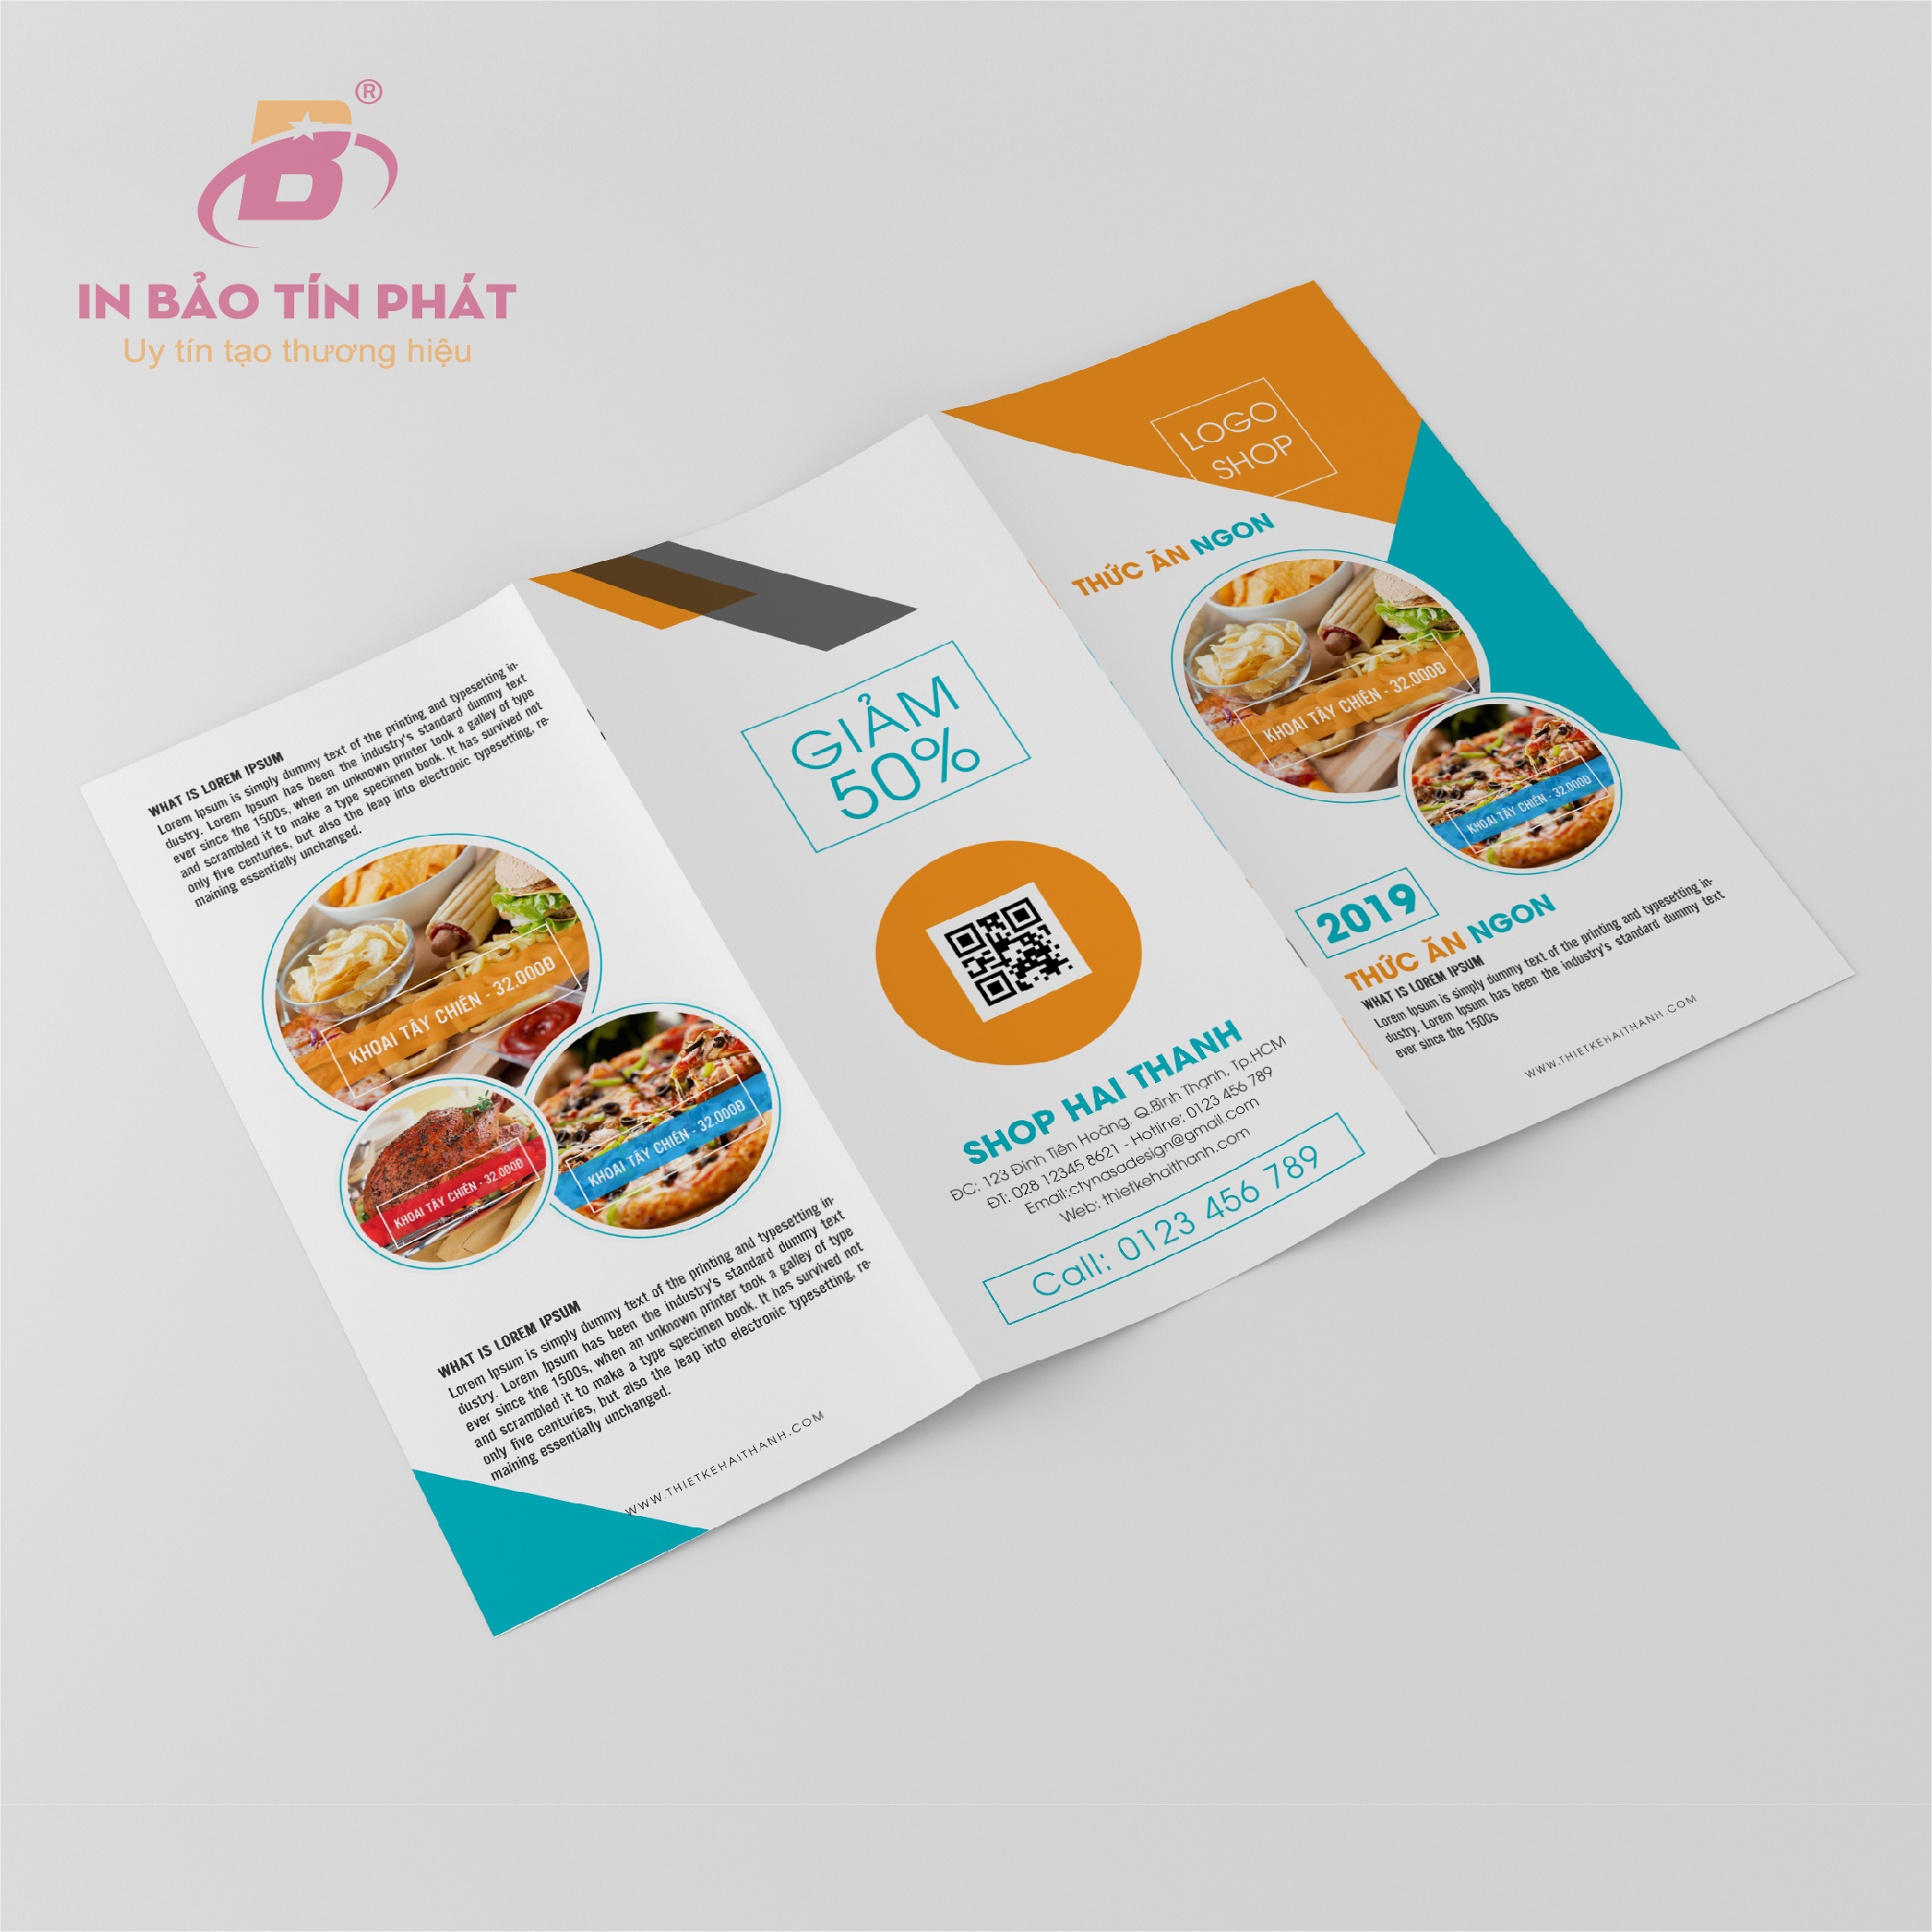 ®
IN BẢO TÍN PHÁT
Uy tín tạo thương hiệu
WHAT IS LOREM IPSUM
Lorem Ipsum is simply dummy text of the printing and typesetting in-
dustry. Lorem Ipsum has been the industry's standard dummy text
ever since the 1500s, when an unknown printer took a galley of type
and scrambled it to make a type specimen book. It has survived not
only five centuries, but also the leap into electronic typesetting, re-
maining essentially unchanged.
KHOAI TÂY CHIÊN - 32.000Đ
KHOAI TÂY CHIÊN - 32.000Đ
KHOAI TÂY CHIÊN - 32.000Đ
WHAT IS LOREM IPSUM
Lorem Ipsum is simply dummy text of the printing and typesetting in-
dustry. Lorem Ipsum has been the industry's standard dummy text
ever since the 1500s, when an unknown printer took a galley of type
and scrambled it to make a type specimen book. It has survived not
only five centuries, but also the leap into electronic typesetting, re-
maining essentially unchanged.
WWW.THIETKEHAITHANH.COM
GIẢM
50%
SHOP HAI THANH
ĐC: 123 Đinh Tiên Hoàng, Q.Bình Thạnh, Tp.HCM
ĐT: 028 12345 8621 - Hotline: 0123 456 789
Email:ctynasadesign@gmail.com
Web: thietkehaithanh.com
Call: 0123 456 789
LOGO
SHOP
THỨC ĂN NGON
KHOAI TÂY CHIÊN - 32.000Đ
KHOAI TÂY CHIÊN - 32.000Đ
2019
THỨC ĂN NGON
WHAT IS LOREM IPSUM
Lorem Ipsum is simply dummy text of the printing and typesetting in-
dustry. Lorem Ipsum has been the industry's standard dummy text
ever since the 1500s
WWW.THIETKEHAITHANH.COM